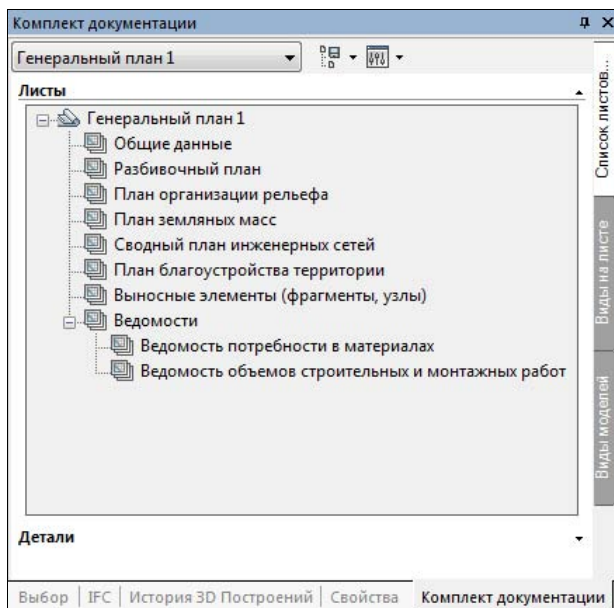 Комплект документации
Генеральный план 1
Листы
Генеральный план 1
Общие данные
Разбивочный план
План организации рельефа
План земляных масс
Сводный план инженерных сетей
План благоустройства территории
Выносные элементы (фрагменты, узлы)
Ведомости
Ведомость потребности в материалах
Ведомость объемов строительных и монтажных работ
Детали
Список листов...
Виды на листе
Виды моделей
Выбор | IFC | История 3D Построений | Свойства Комплект документации